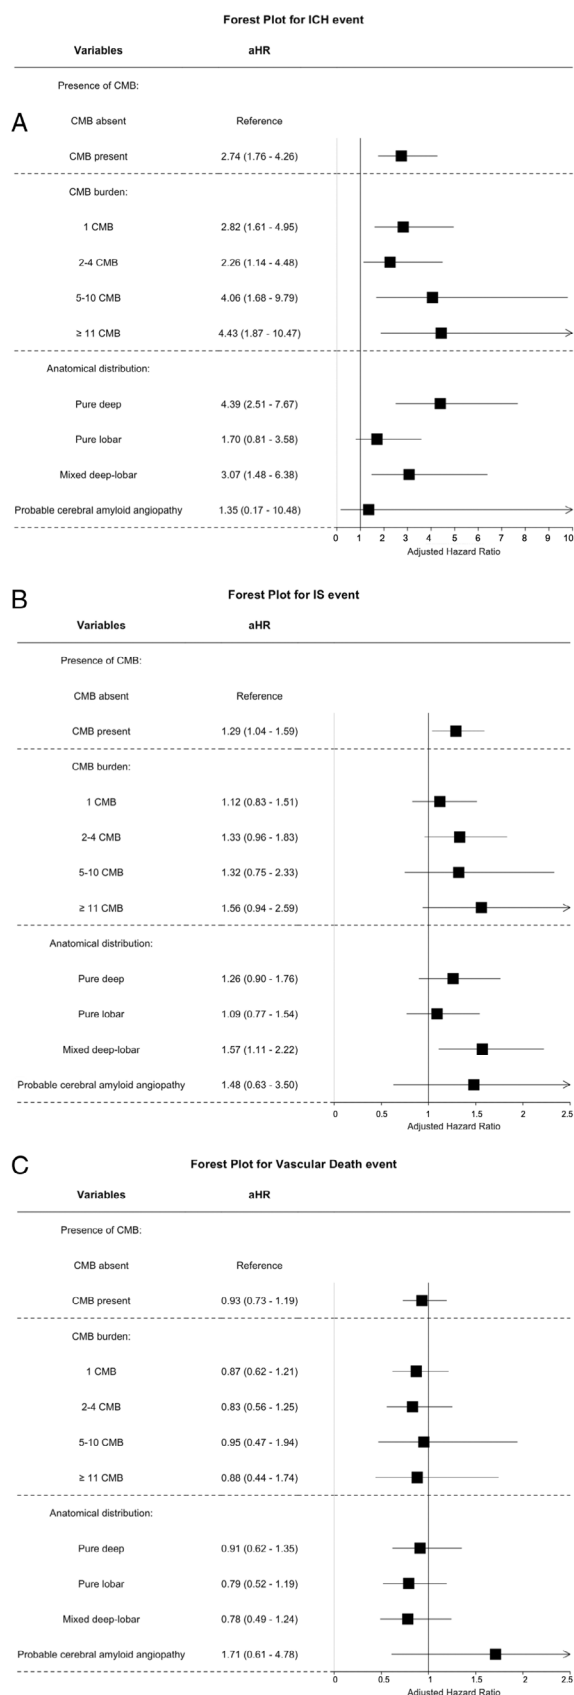 Forest Plot for ICH event
Variables aHR
Presence of CMB:
A
CMB absent Reference
CMB present 2.74 (1.76 - 4.26)
CMB burden:
1 CMB 2.82 (1.61 - 4.95)
2-4 CMB 2.26 (1.14 - 4.48)
5-10 CMB 4.06 (1.68 - 9.79)
≥ 11 CMB 4.43 (1.87 - 10.47)
Anatomical distribution:
Pure deep 4.39 (2.51 - 7.67)
Pure lobar 1.70 (0.81 - 3.58)
Mixed deep-lobar 3.07 (1.48 - 6.38)
Probable cerebral amyloid angiopathy 1.35 (0.17 - 10.48)
0 1 2 3 4 5 6 7 8 9 10
Adjusted Hazard Ratio
B
Forest Plot for IS event
Variables aHR
Presence of CMB:
CMB absent Reference
CMB present 1.29 (1.04 - 1.59)
CMB burden:
1 CMB 1.12 (0.83 - 1.51)
2-4 CMB 1.33 (0.96 - 1.83)
5-10 CMB 1.32 (0.75 - 2.33)
≥ 11 CMB 1.56 (0.94 - 2.59)
Anatomical distribution:
Pure deep 1.26 (0.90 - 1.76)
Pure lobar 1.09 (0.77 - 1.54)
Mixed deep-lobar 1.57 (1.11 - 2.22)
Probable cerebral amyloid angiopathy 1.48 (0.63 - 3.50)
0 0.5 1 1.5 2 2.5
Adjusted Hazard Ratio
C
Forest Plot for Vascular Death event
Variables aHR
Presence of CMB:
CMB absent Reference
CMB present 0.93 (0.73 - 1.19)
CMB burden:
1 CMB 0.87 (0.62 - 1.21)
2-4 CMB 0.83 (0.56 - 1.25)
5-10 CMB 0.95 (0.47 - 1.94)
≥ 11 CMB 0.88 (0.44 - 1.74)
Anatomical distribution:
Pure deep 0.91 (0.62 - 1.35)
Pure lobar 0.79 (0.52 - 1.19)
Mixed deep-lobar 0.78 (0.49 - 1.24)
Probable cerebral amyloid angiopathy 1.71 (0.61 - 4.78)
0 0.5 1 1.5 2 2.5
Adjusted Hazard Ratio